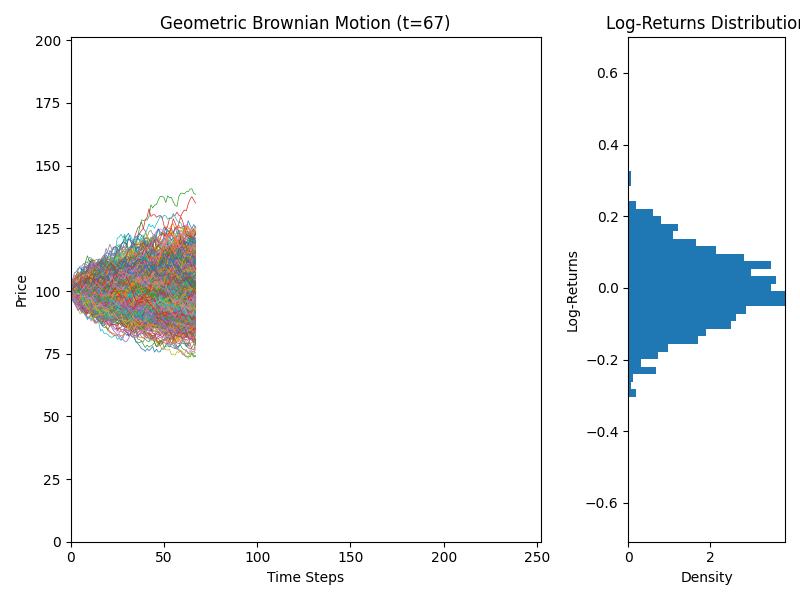 Geometric Brownian Motion (t=67)
Log-Returns Distribution
200
175
150
125
100
75
50
25
0
Price
0 50 100 150 200 250
Time Steps
0.6
0.4
0.2
0.0
−0.2
−0.4
−0.6
Log-Returns
0 2
Density